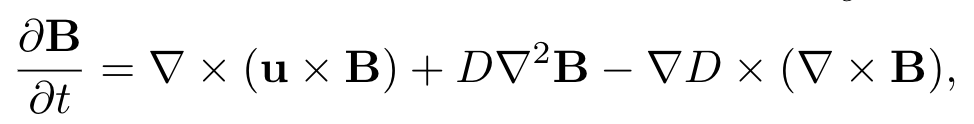 ∂𝐁/∂t = ∇ × (𝐮 × 𝐁) + D∇²𝐁 − ∇D × (∇ × 𝐁),